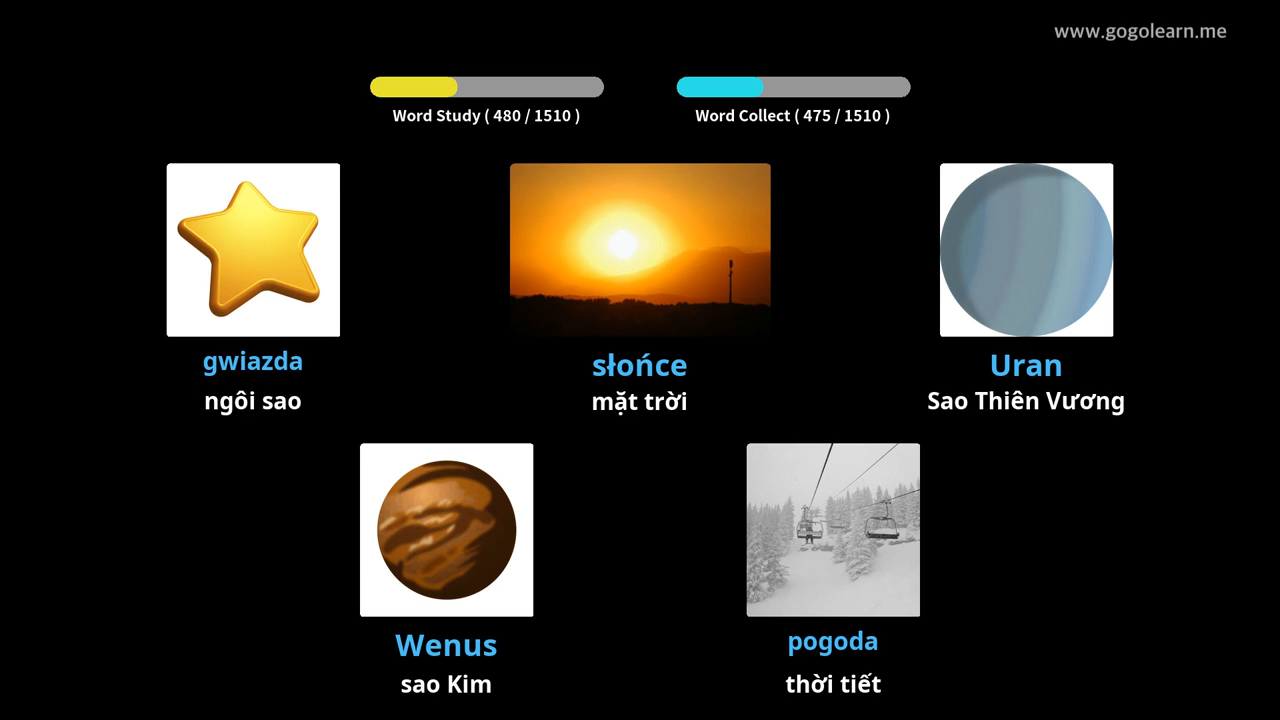 www.gogolearn.me
Word Study ( 480 / 1510 )
Word Collect ( 475 / 1510 )
gwiazda
ngôi sao
słońce
mặt trời
Uran
Sao Thiên Vương
Wenus
sao Kim
pogoda
thời tiết